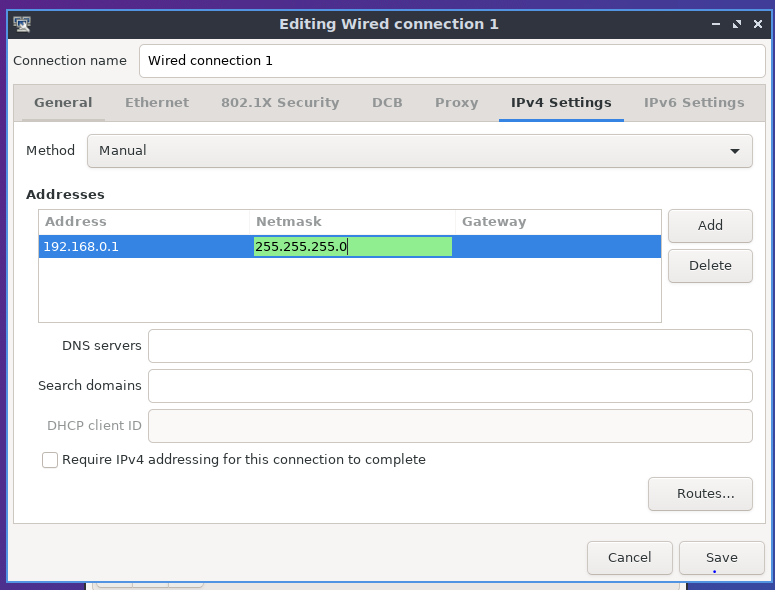 Editing Wired connection 1
Connection name Wired connection 1
General Ethernet 802.1X Security DCB Proxy IPv4 Settings IPv6 Settings
Method Manual
Addresses
Address Netmask Gateway
192.168.0.1 255.255.255.0
Add
Delete
DNS servers
Search domains
DHCP client ID
Require IPv4 addressing for this connection to complete
Routes...
Cancel Save